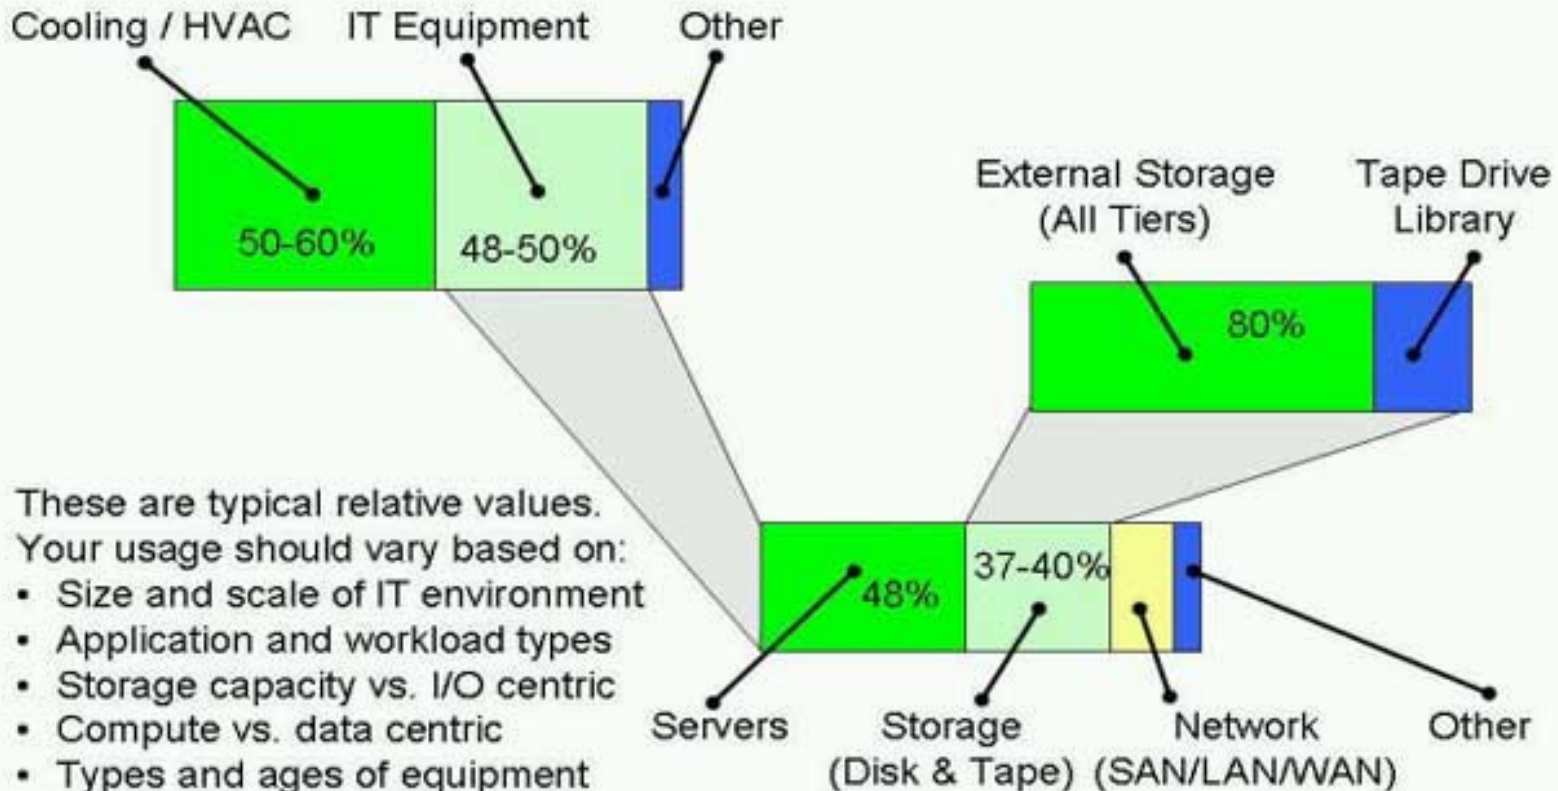 Cooling / HVAC
IT Equipment
Other
50-60%
48-50%
External Storage
(All Tiers)
Tape Drive
Library
80%
These are typical relative values.
Your usage should vary based on:
• Size and scale of IT environment
• Application and workload types
• Storage capacity vs. I/O centric
• Compute vs. data centric
• Types and ages of equipment
48%
37-40%
Servers
Storage
(Disk & Tape)
Network
(SAN/LAN/WAN)
Other